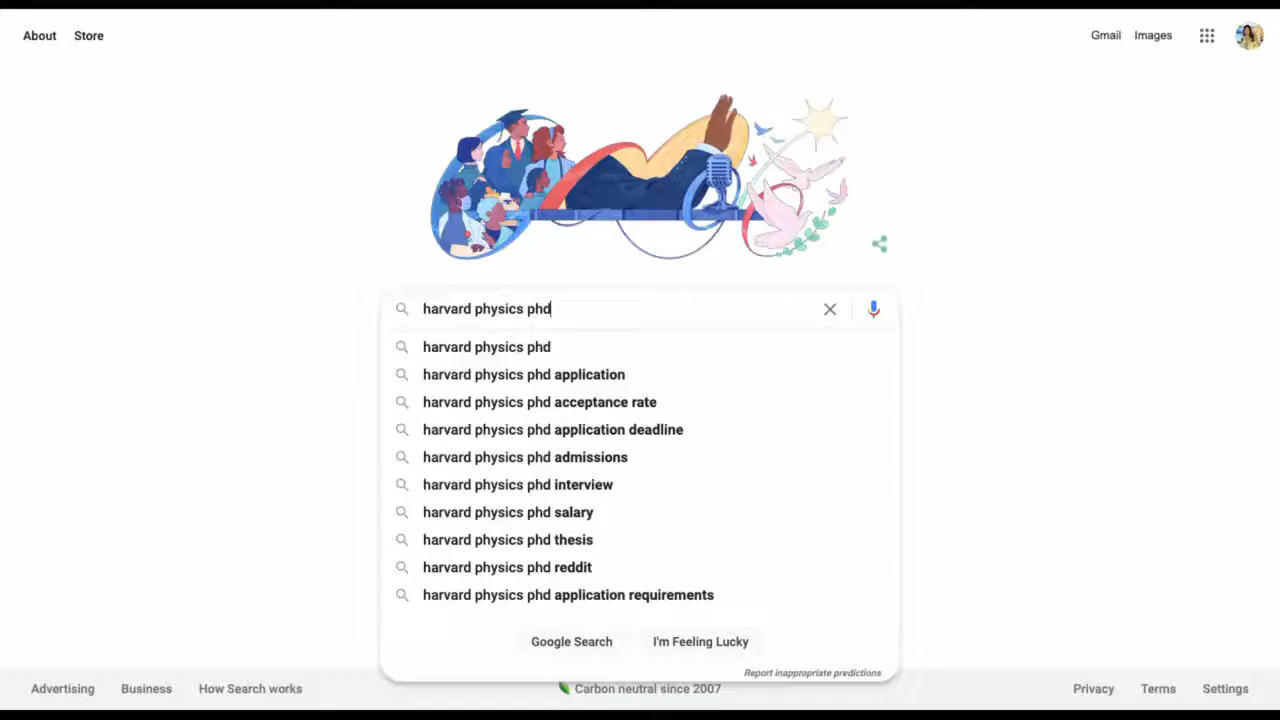 About Store
Gmail Images
harvard physics phd
harvard physics phd
harvard physics phd application
harvard physics phd acceptance rate
harvard physics phd application deadline
harvard physics phd admissions
harvard physics phd interview
harvard physics phd salary
harvard physics phd thesis
harvard physics phd reddit
harvard physics phd application requirements
Google Search I'm Feeling Lucky
Report inappropriate predictions
Advertising Business How Search works Carbon neutral since 2007 Privacy Terms Settings